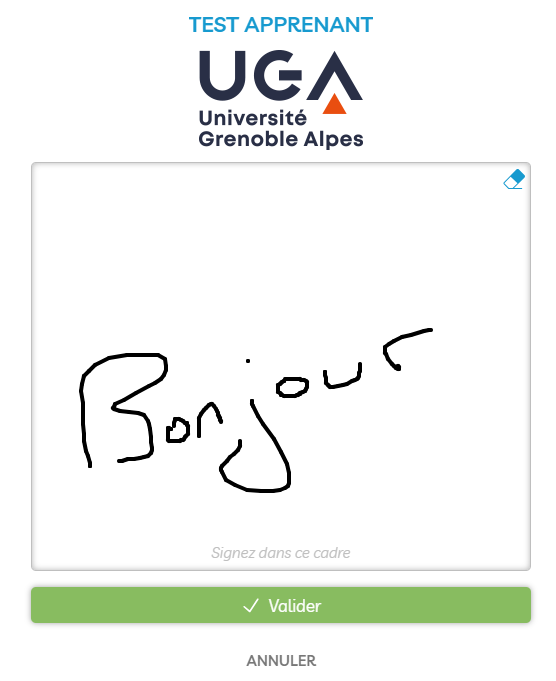 TEST APPRENANT
UGA
Université
Grenoble Alpes
Bonjour
Signez dans ce cadre
Valider
ANNULER